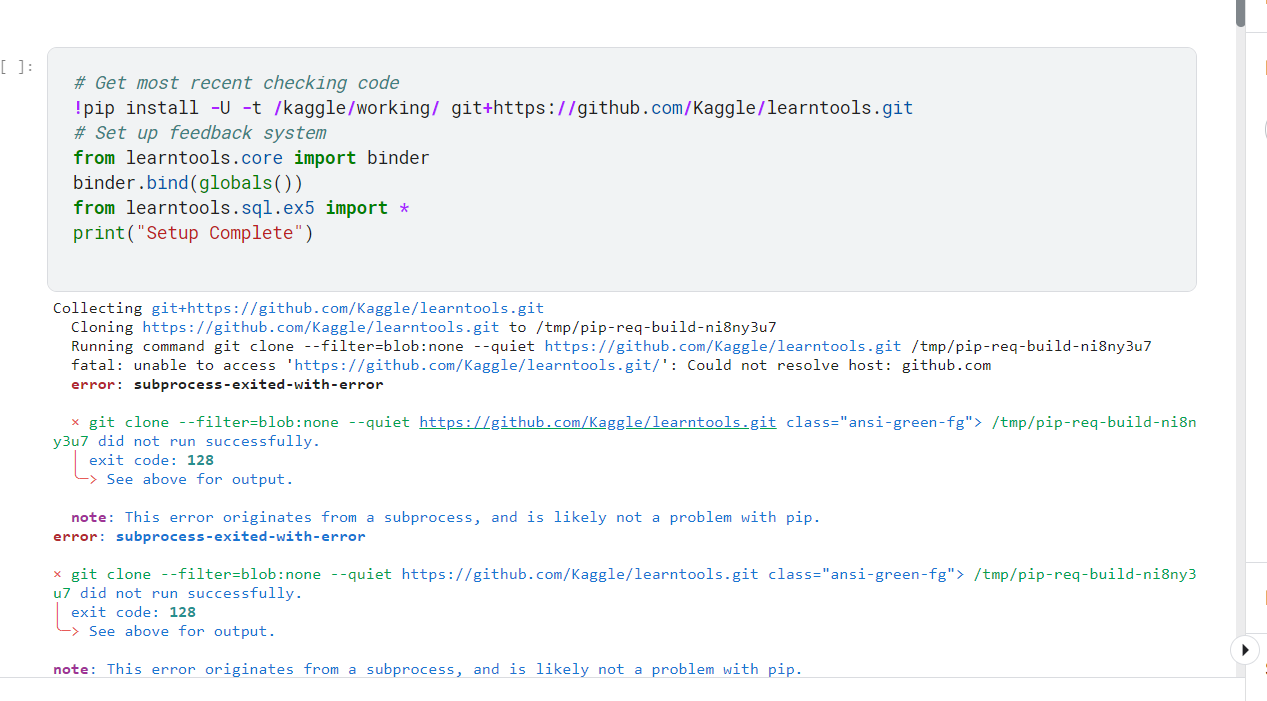 [ ]:
# Get most recent checking code
!pip install -U -t /kaggle/working/ git+https://github.com/Kaggle/learntools.git
# Set up feedback system
from learntools.core import binder
binder.bind(globals())
from learntools.sql.ex5 import *
print("Setup Complete")
Collecting git+https://github.com/Kaggle/learntools.git
  Cloning https://github.com/Kaggle/learntools.git to /tmp/pip-req-build-ni8ny3u7
  Running command git clone --filter=blob:none --quiet https://github.com/Kaggle/learntools.git /tmp/pip-req-build-ni8ny3u7
  fatal: unable to access 'https://github.com/Kaggle/learntools.git/': Could not resolve host: github.com
  error: subprocess-exited-with-error
  × git clone --filter=blob:none --quiet https://github.com/Kaggle/learntools.git class="ansi-green-fg"> /tmp/pip-req-build-ni8n
y3u7 did not run successfully.
  │ exit code: 128
  ╰─> See above for output.
  note: This error originates from a subprocess, and is likely not a problem with pip.
error: subprocess-exited-with-error
× git clone --filter=blob:none --quiet https://github.com/Kaggle/learntools.git class="ansi-green-fg"> /tmp/pip-req-build-ni8ny3
u7 did not run successfully.
│ exit code: 128
╰─> See above for output.
note: This error originates from a subprocess, and is likely not a problem with pip.